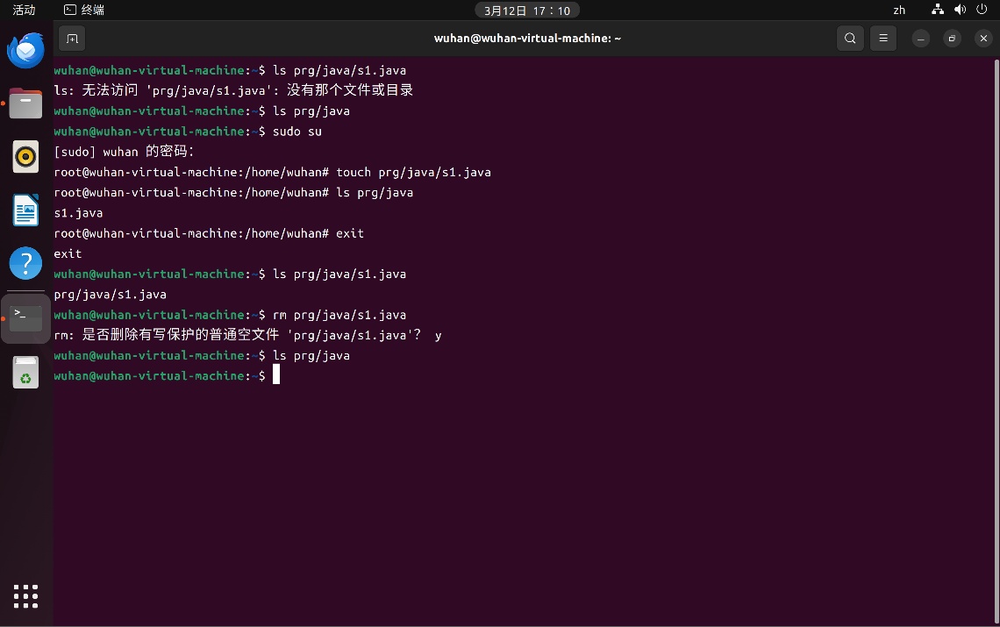 活动 终端 3月12日 17：10 zh
wuhan@wuhan-virtual-machine: ~
wuhan@wuhan-virtual-machine:~$ ls prg/java/s1.java
ls: 无法访问 'prg/java/s1.java': 没有那个文件或目录
wuhan@wuhan-virtual-machine:~$ ls prg/java
wuhan@wuhan-virtual-machine:~$ sudo su
[sudo] wuhan 的密码：
root@wuhan-virtual-machine:/home/wuhan# touch prg/java/s1.java
root@wuhan-virtual-machine:/home/wuhan# ls prg/java
s1.java
root@wuhan-virtual-machine:/home/wuhan# exit
exit
wuhan@wuhan-virtual-machine:~$ ls prg/java/s1.java
prg/java/s1.java
wuhan@wuhan-virtual-machine:~$ rm prg/java/s1.java
rm: 是否删除有写保护的普通空文件 'prg/java/s1.java'？ y
wuhan@wuhan-virtual-machine:~$ ls prg/java
wuhan@wuhan-virtual-machine:~$